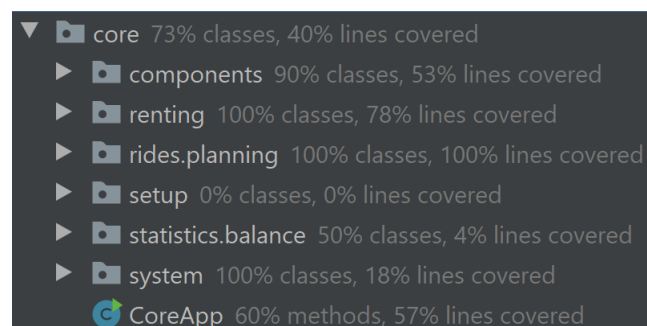 core 73% classes, 40% lines covered
components 90% classes, 53% lines covered
renting 100% classes, 78% lines covered
rides.planning 100% classes, 100% lines covered
setup 0% classes, 0% lines covered
statistics.balance 50% classes, 4% lines covered
system 100% classes, 18% lines covered
C CoreApp 60% methods, 57% lines covered